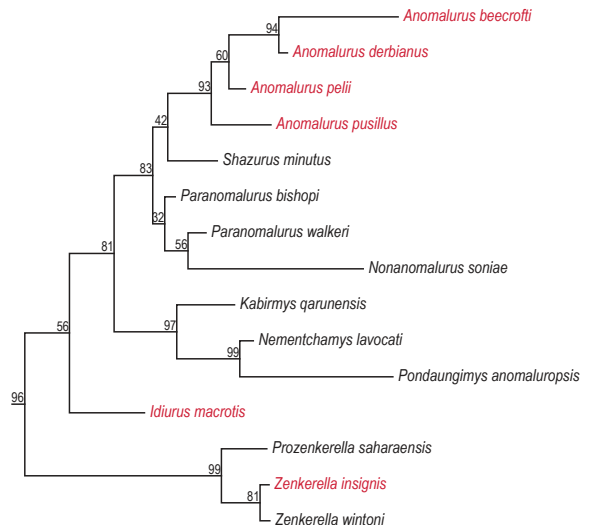 Anomalurus beecrofti
94
Anomalurus derbianus
60
Anomalurus pelii
93
Anomalurus pusillus
42
Shazurus minutus
83
Paranomalurus bishopi
32
Paranomalurus walkeri
56
Nonanomalurus soniae
81
Kabirmys qarunensis
97
Nementchamys lavocati
99
Pondaungimys anomaluropsis
56
Idiurus macrotis
96
Prozenkerella saharaensis
99
Zenkerella insignis
81
Zenkerella wintoni